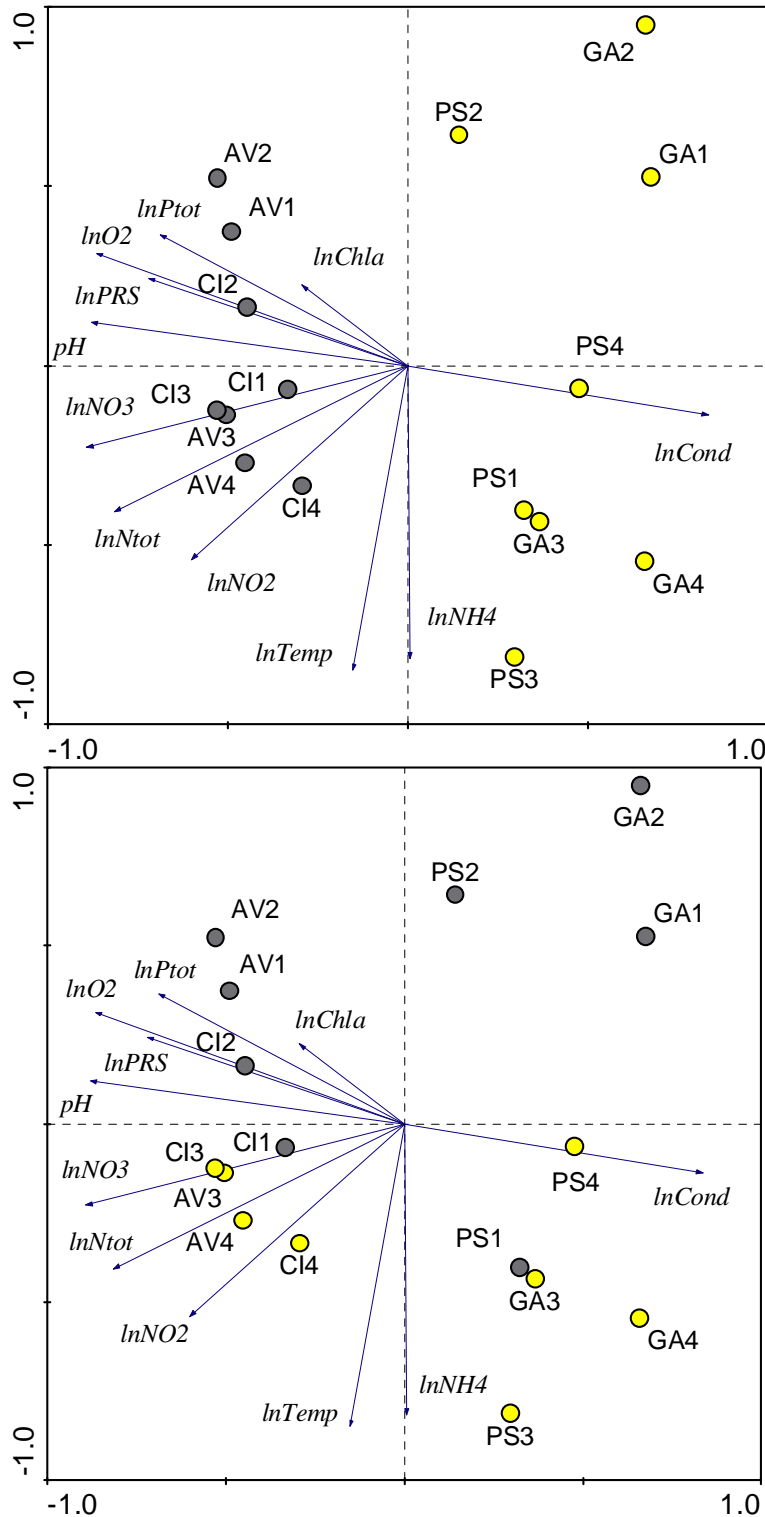 1.0
GA2
PS2
AV2
GA1
lnPtot
AV1
lnO2
lnChla
CI2
lnPRS
pH
PS4
CI3
CI1
lnNO3
AV3
lnCond
AV4
PS1
CI4
GA3
lnNtot
lnNO2
GA4
lnNH4
lnTemp
PS3
-1.0
-1.0
1.0
1.0
GA2
PS2
AV2
GA1
lnPtot
AV1
lnO2
lnChla
CI2
lnPRS
pH
CI3
CI1
lnNO3
AV3
PS4
lnCond
lnNtot
AV4
CI4
PS1
GA3
lnNO2
GA4
lnNH4
lnTemp
PS3
-1.0
-1.0
1.0